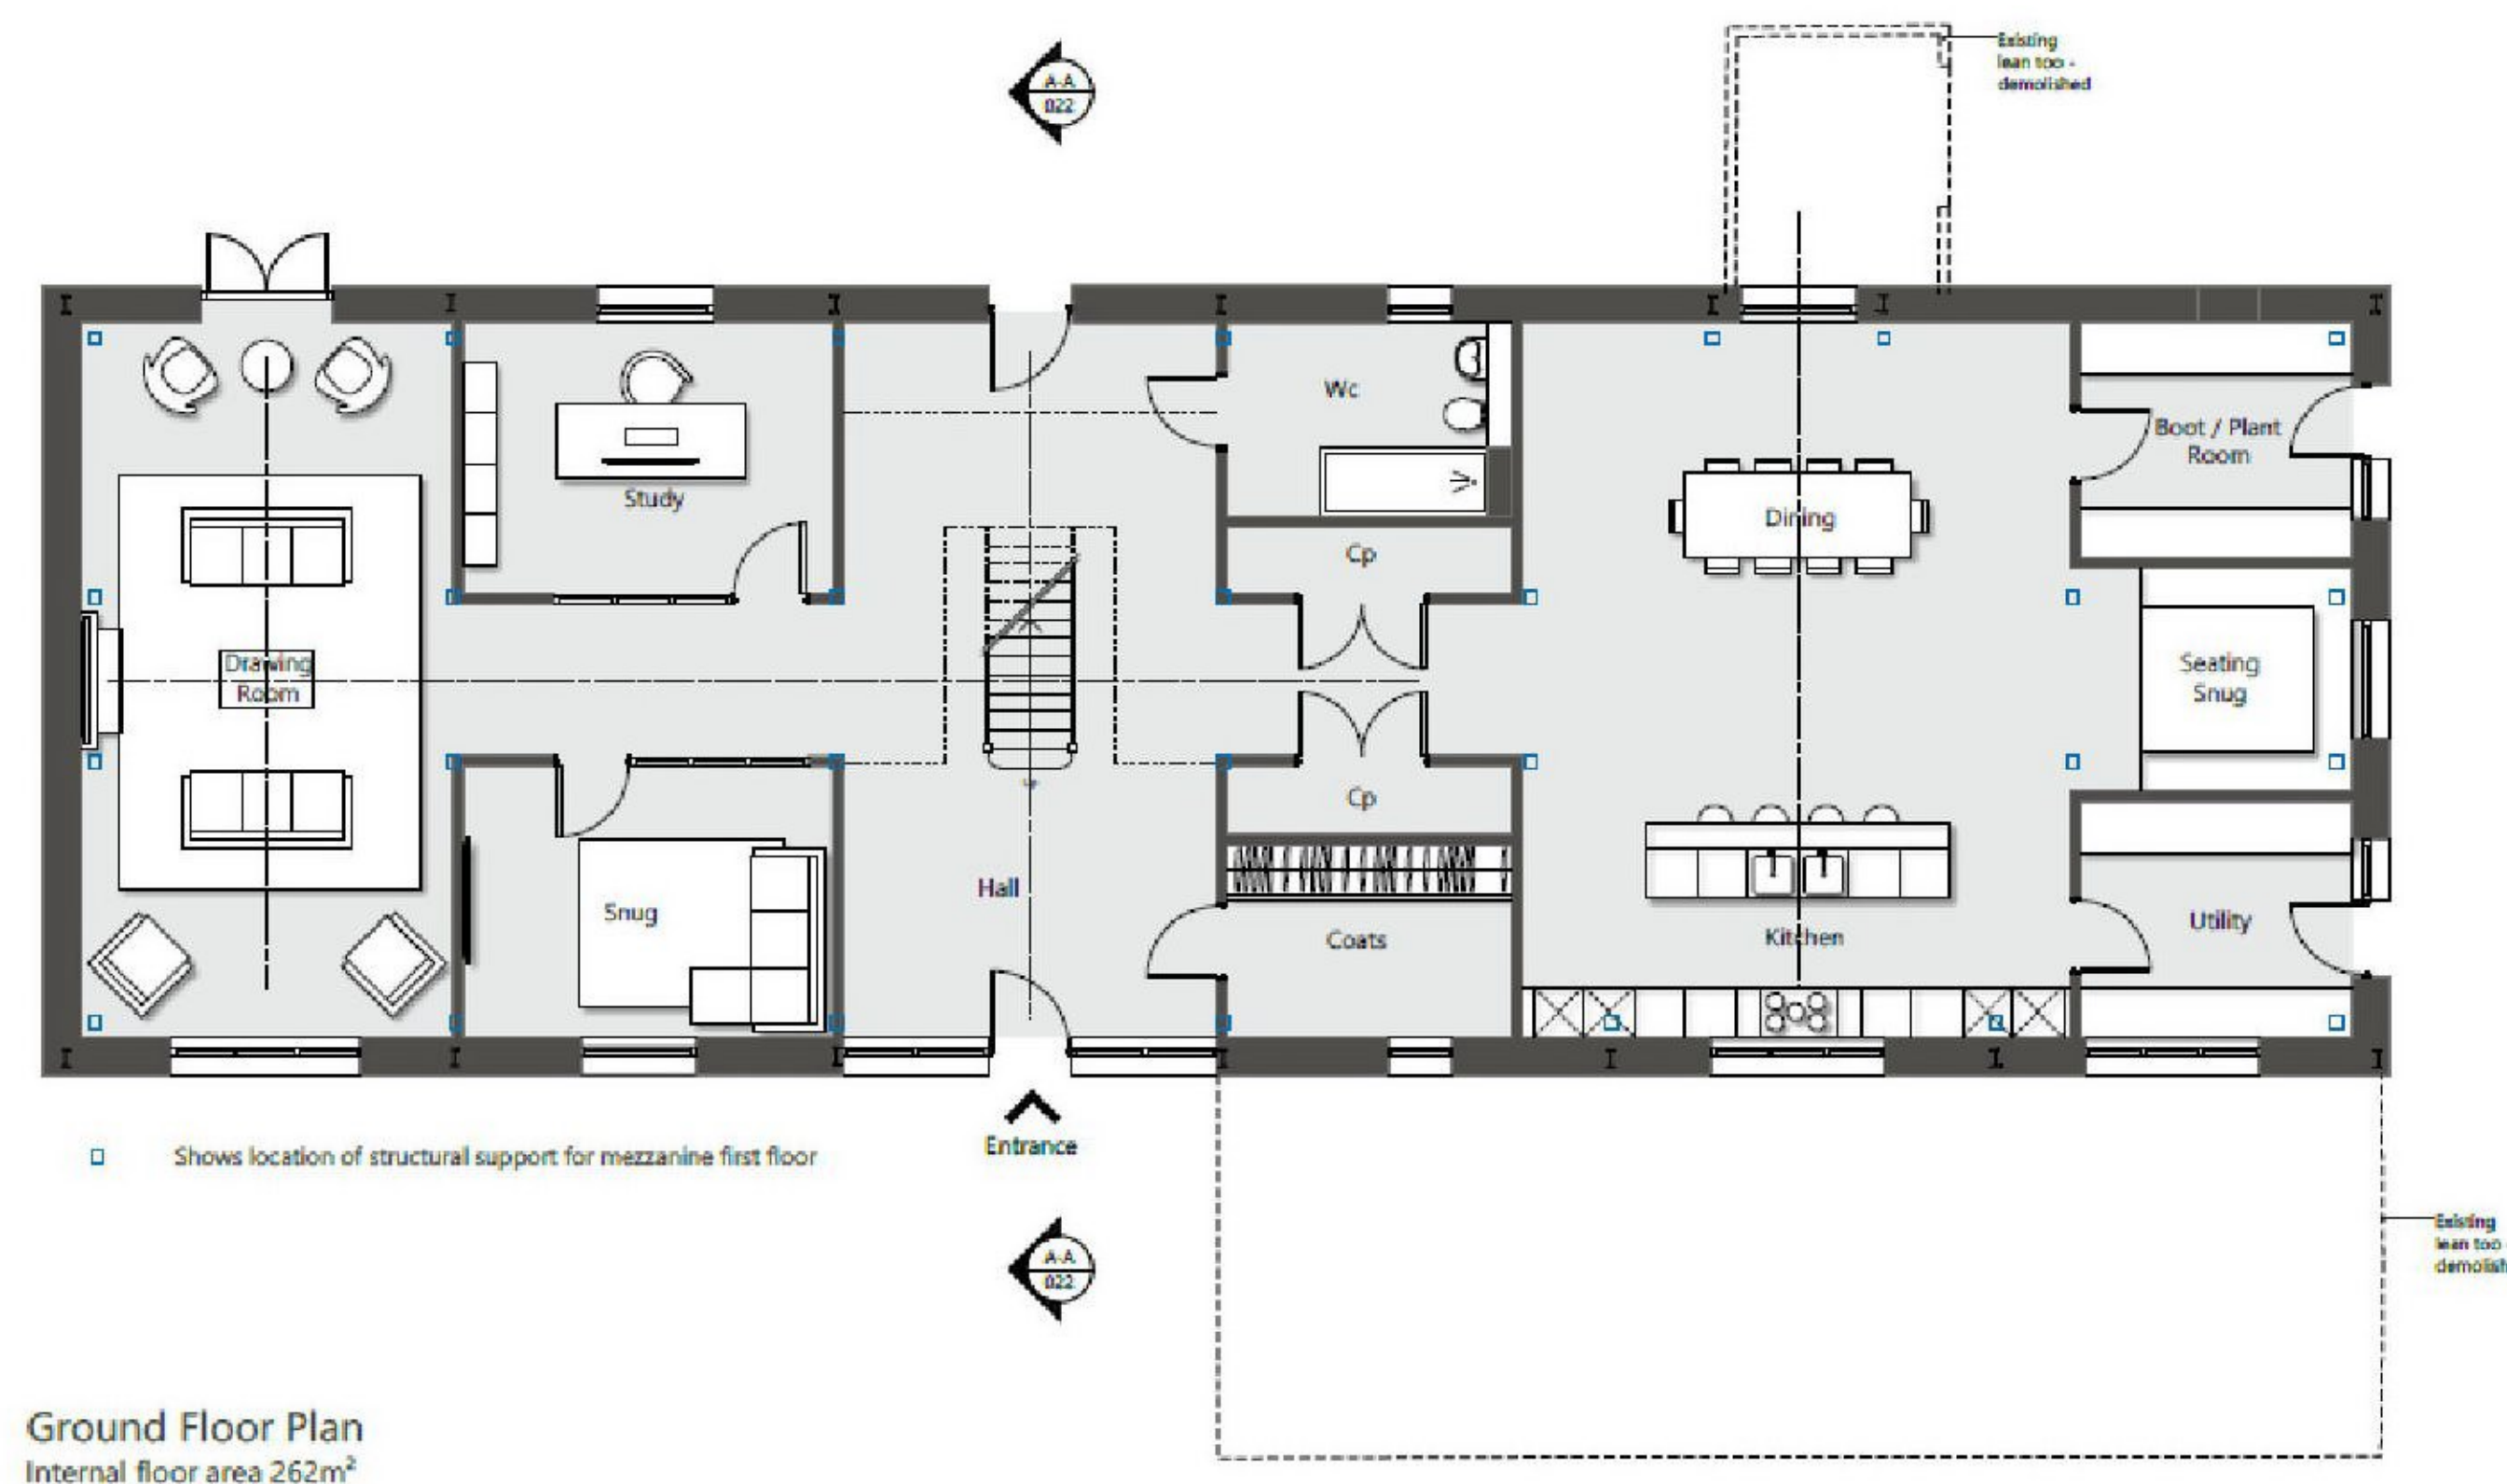 A-A
022
Existing
lean too -
demolished
Wc
Boot / Plant
Room
Study
Dining
Cp
Drawing
Room
Seating
Snug
Cp
Hall
Snug
Coats
Kitchen
Utility
Shows location of structural support for mezzanine first floor
Entrance
A-A
022
Existing
lean too
demolish
Ground Floor Plan
Internal floor area 262m²